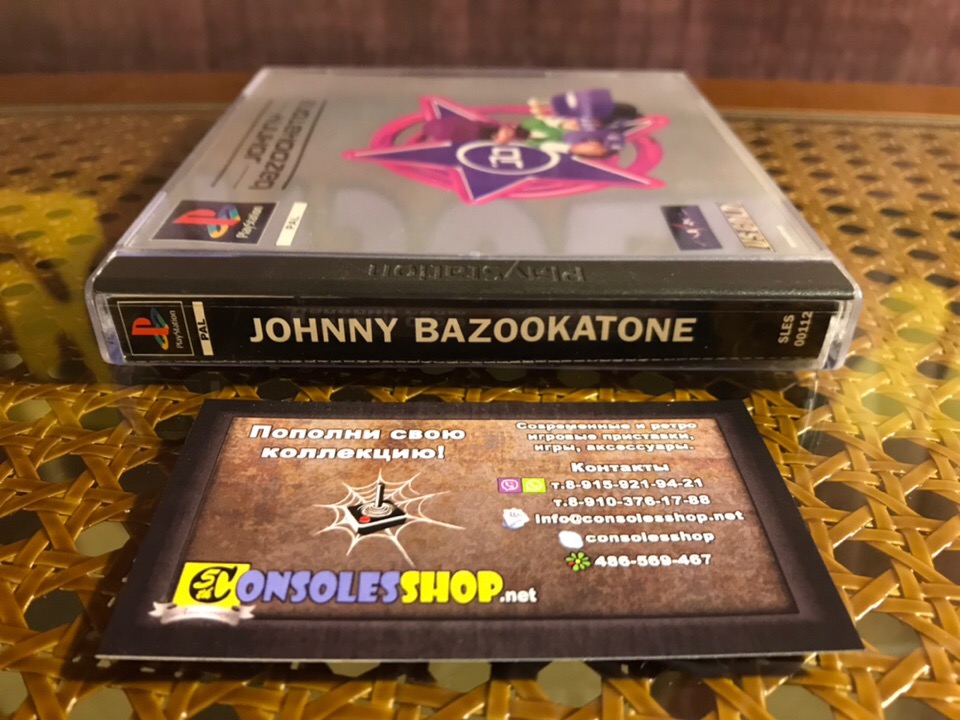 JOHNNY
bazookatone
PlayStation
PAL
PlayStation
PlayStation
PAL
JOHNNY BAZOOKATONE
SLES
00112
Пополни свою
коллекцию!
Современные и ретро
игровые приставки,
игры, аксессуары.
Контакты
т.8-915-921-94-21
т.8-910-376-17-88
info@consolesshop.net
consolesshop
486-569-467
CONSOLESSHOP.net